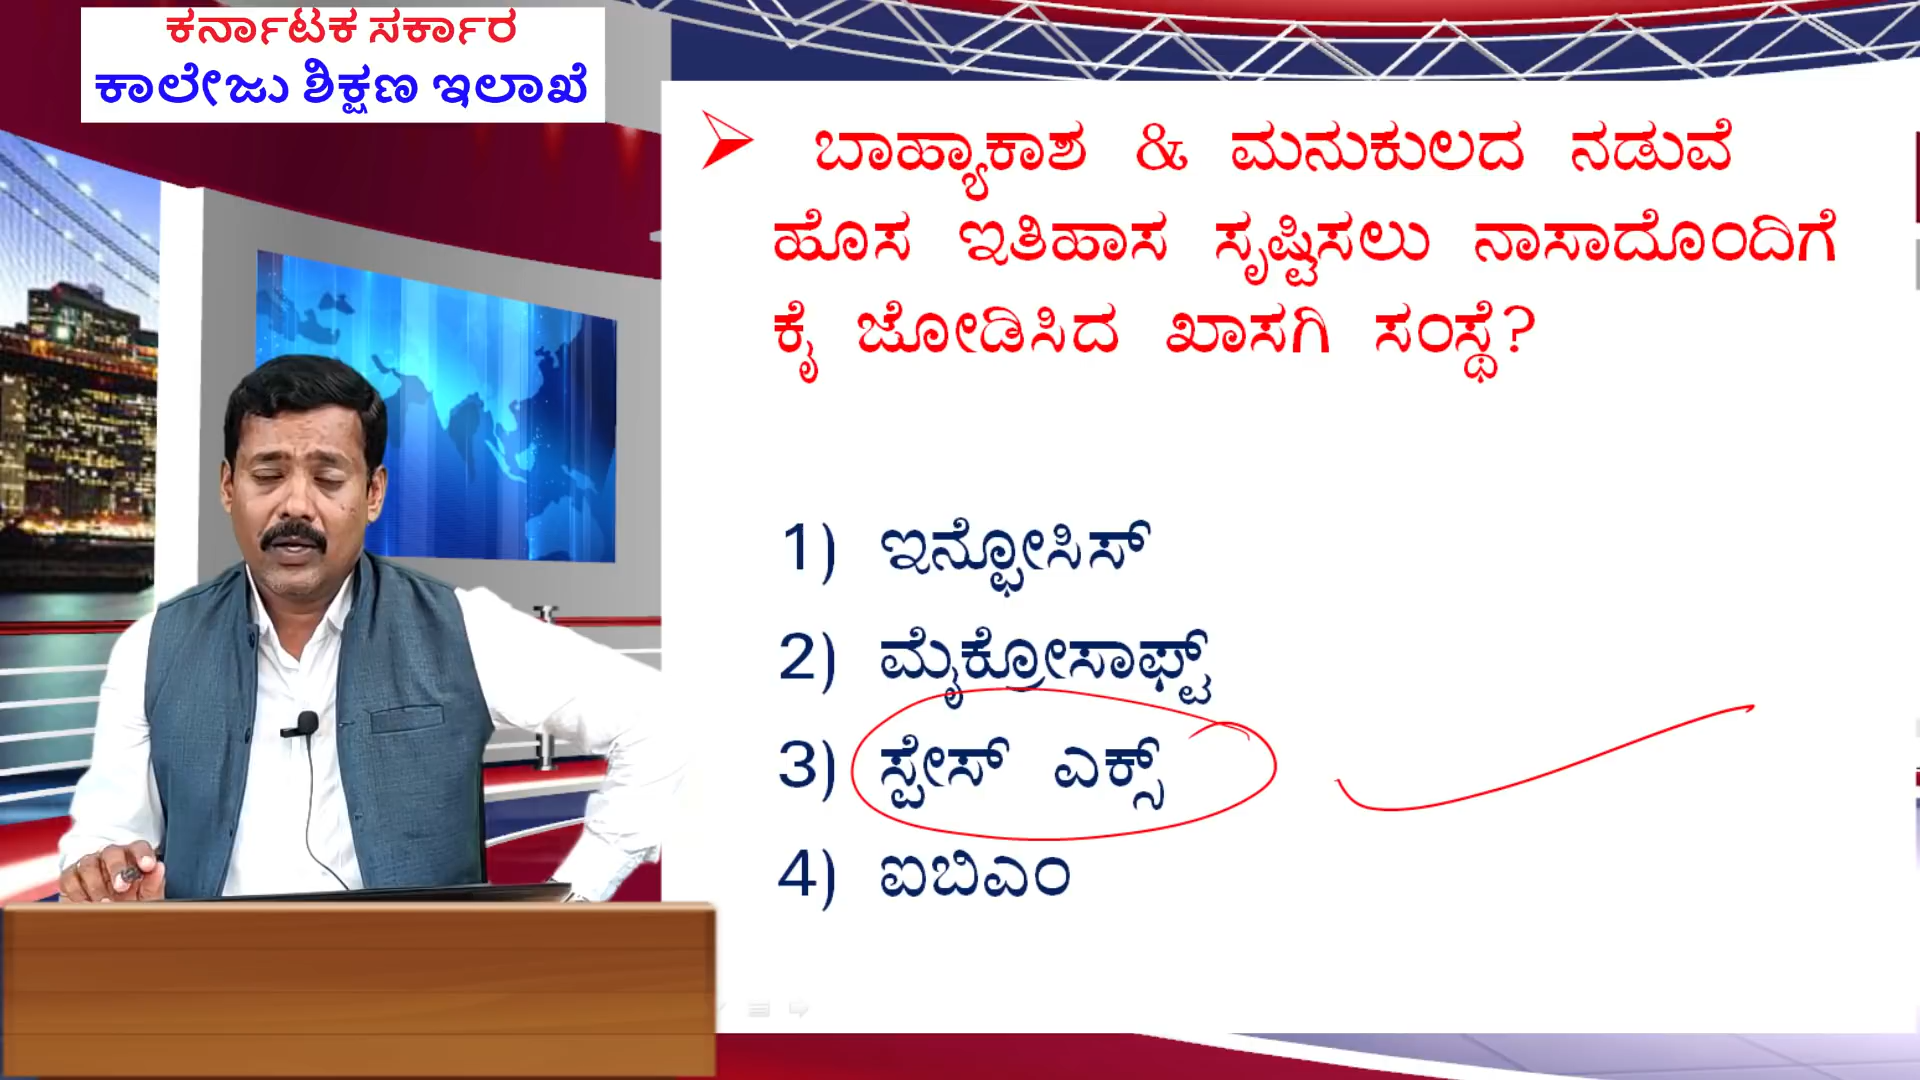 ಕರ್ನಾಟಕ ಸರ್ಕಾರ
ಕಾಲೇಜು ಶಿಕ್ಷಣ ಇಲಾಖೆ
ಬಾಹ್ಯಾಕಾಶ & ಮನುಕುಲದ ನಡುವೆ
ಹೊಸ ಇತಿಹಾಸ ಸೃಷ್ಟಿಸಲು ನಾಸಾದೊಂದಿಗೆ
ಕೈ ಜೋಡಿಸಿದ ಖಾಸಗಿ ಸಂಸ್ಥೆ?
1) ಇನ್ಫೋಸಿಸ್
2) ಮೈಕ್ರೋಸಾಫ್ಟ್
3) ಸ್ಪೇಸ್ ಎಕ್ಸ್
4) ಐಬಿಎಂ